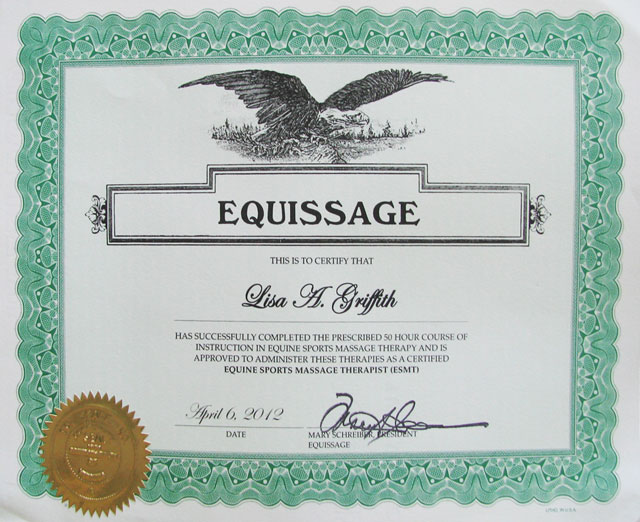 EQUISSAGE
THIS IS TO CERTIFY THAT
Lisa A. Griffith
HAS SUCCESSFULLY COMPLETED THE PRESCRIBED 50 HOUR COURSE OF
INSTRUCTION IN EQUINE SPORTS MASSAGE THERAPY AND IS
APPROVED TO ADMINISTER THESE THERAPIES AS A CERTIFIED
EQUINE SPORTS MASSAGE THERAPIST (ESMT)
April 6, 2012
DATE
MARY SCHREIBER, PRESIDENT
EQUISSAGE